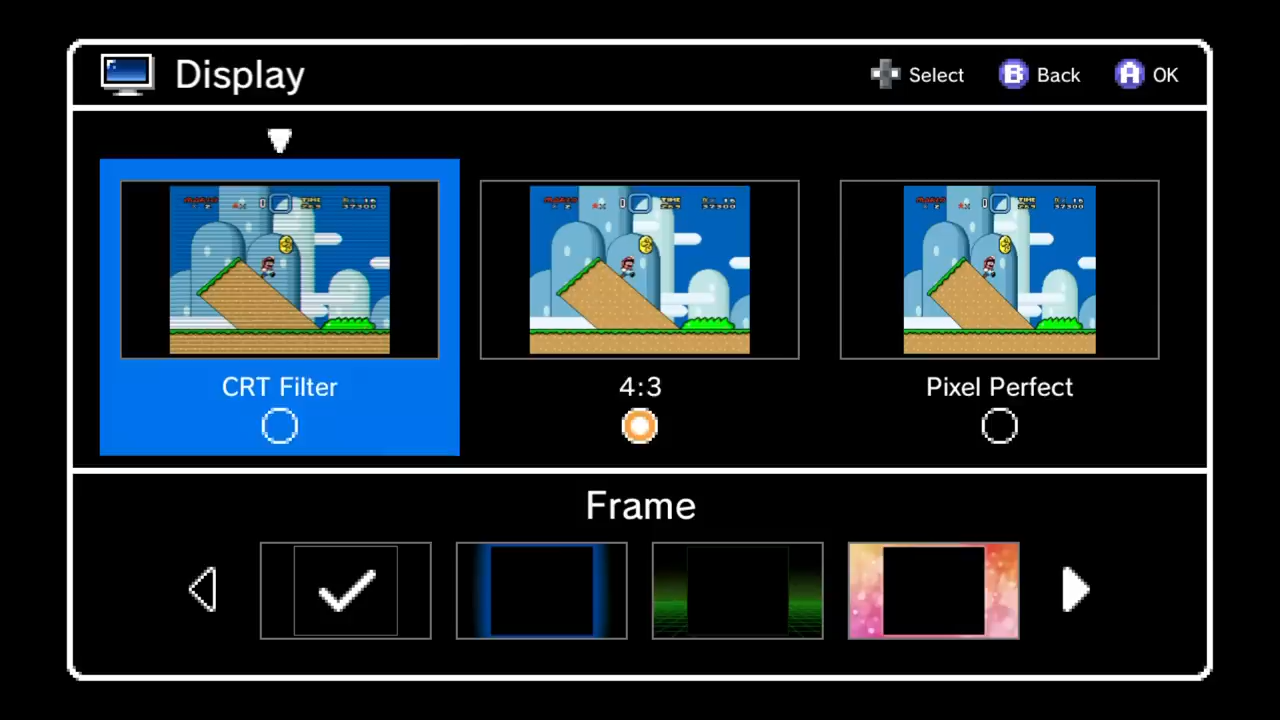 Display
Select
B Back
A OK
CRT Filter
4:3
Pixel Perfect
Frame